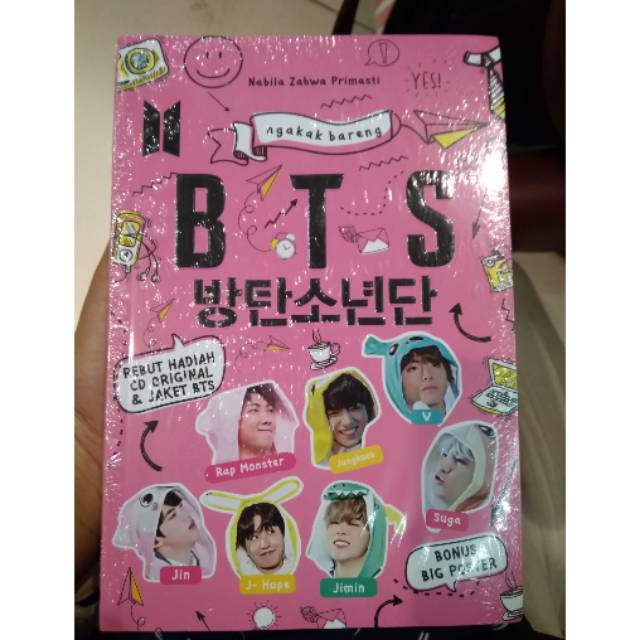 Nabila Zahwa Primasti
YES!
ngakak bareng
BTS
방탄소년단
REBUT HADIAH
CD ORIGINAL
& JAKET BTS
V
Rap Monster
Jungkook
Suga
Jin
J- Hope
Jimin
BONUS
BIG POSTER